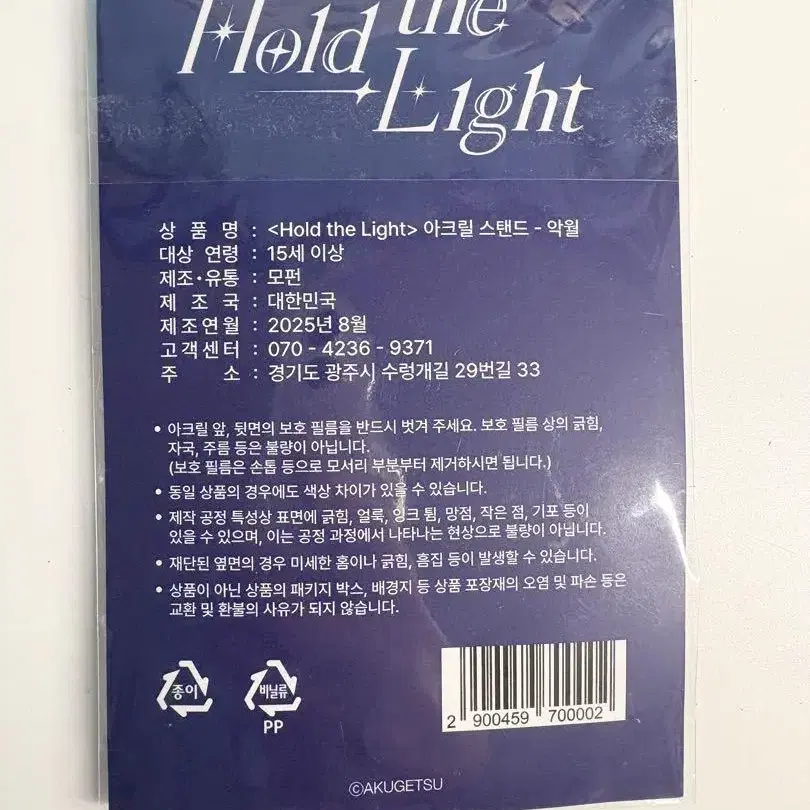 the
Hold
Light
상 품 명 : <Hold the Light> 아크릴 스탠드 - 악월
대상 연령 : 15세 이상
제조·유통 : 모펀
제 조 국 : 대한민국
제조연월 : 2025년 8월
고객센터 : 070 - 4236 - 9371
주 소 : 경기도 광주시 수렁개길 29번길 33
• 아크릴 앞, 뒷면의 보호 필름을 반드시 벗겨 주세요. 보호 필름 상의 긁힘,
자국, 주름 등은 불량이 아닙니다.
(보호 필름은 손톱 등으로 모서리 부분부터 제거하시면 됩니다.)
• 동일 상품의 경우에도 색상 차이가 있을 수 있습니다.
• 제작 공정 특성상 표면에 긁힘, 얼룩, 잉크 튐, 망점, 작은 점, 기포 등이
있을 수 있으며, 이는 공정 과정에서 나타나는 현상으로 불량이 아닙니다.
• 재단된 옆면의 경우 미세한 홈이나 긁힘, 흠집 등이 발생할 수 있습니다.
• 상품이 아닌 상품의 패키지 박스, 배경지 등 상품 포장재의 오염 및 파손 등은
교환 및 환불의 사유가 되지 않습니다.
종이
비닐류
PP
2 900459 700002
©AKUGETSU